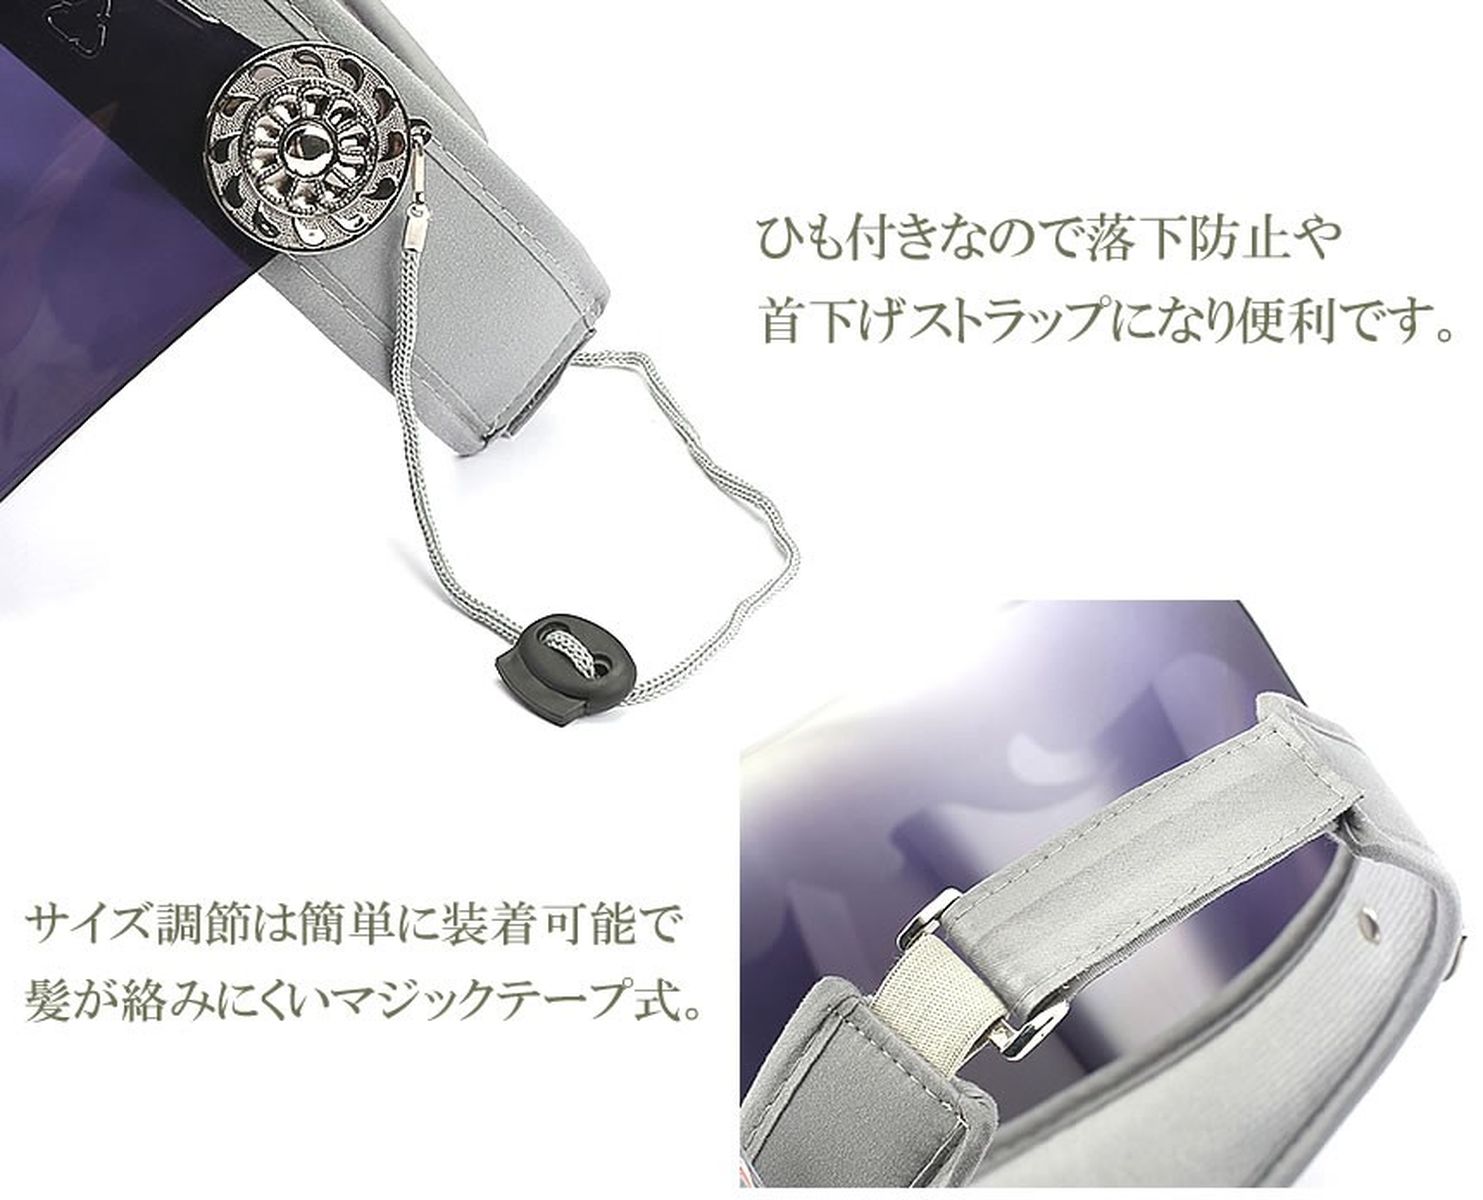 ひも付きなので落下防止や
首下げストラップになり便利です。
サイズ調節は簡単に装着可能で
髪が絡みにくいマジックテープ式。